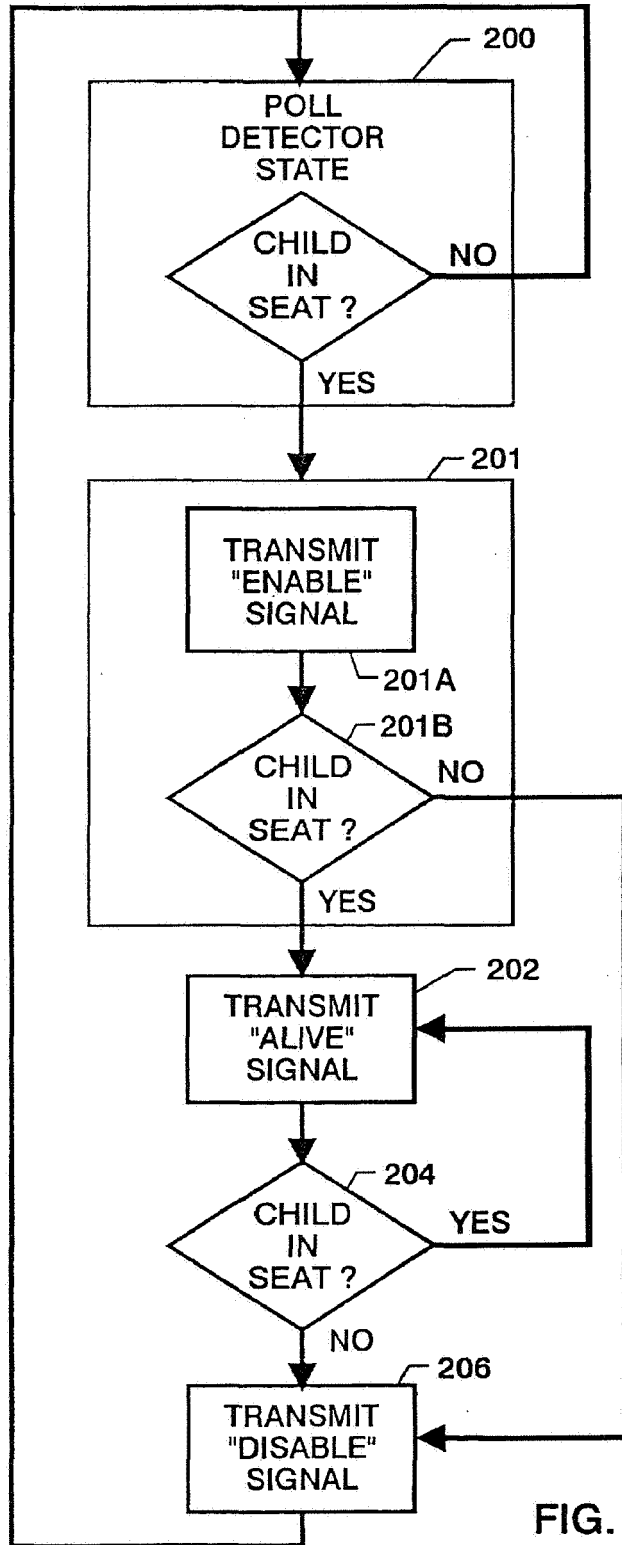 200
POLL
DETECTOR
STATE
CHILD
IN
SEAT ?
NO
YES
201
TRANSMIT
"ENABLE"
SIGNAL
201A
201B
CHILD
IN
SEAT ?
NO
YES
202
TRANSMIT
"ALIVE"
SIGNAL
204
CHILD
IN
SEAT ?
YES
NO
206
TRANSMIT
"DISABLE"
SIGNAL
FIG.